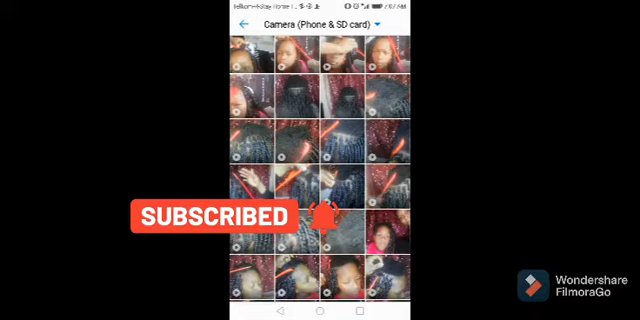 Camera (Phone & SD card)
SUBSCRIBED
Wondershare
FilmoraGo